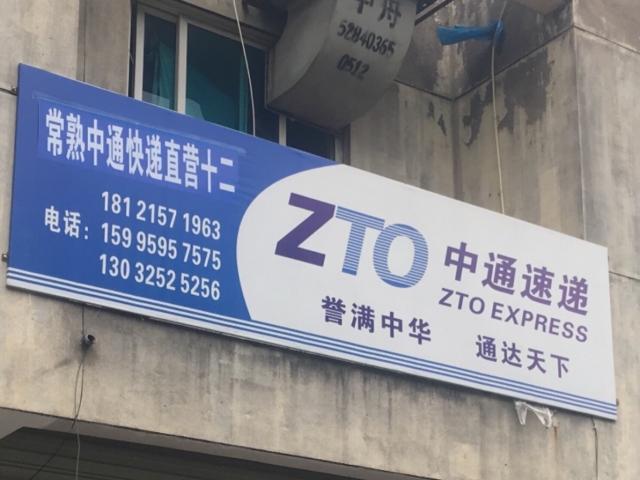 中舟
52840365
0512
常熟中通快递直营十二
电话：
181 2157 1963
159 9595 7575
130 3252 5256
ZTO 中通速递
ZTO EXPRESS
誉满中华 通达天下